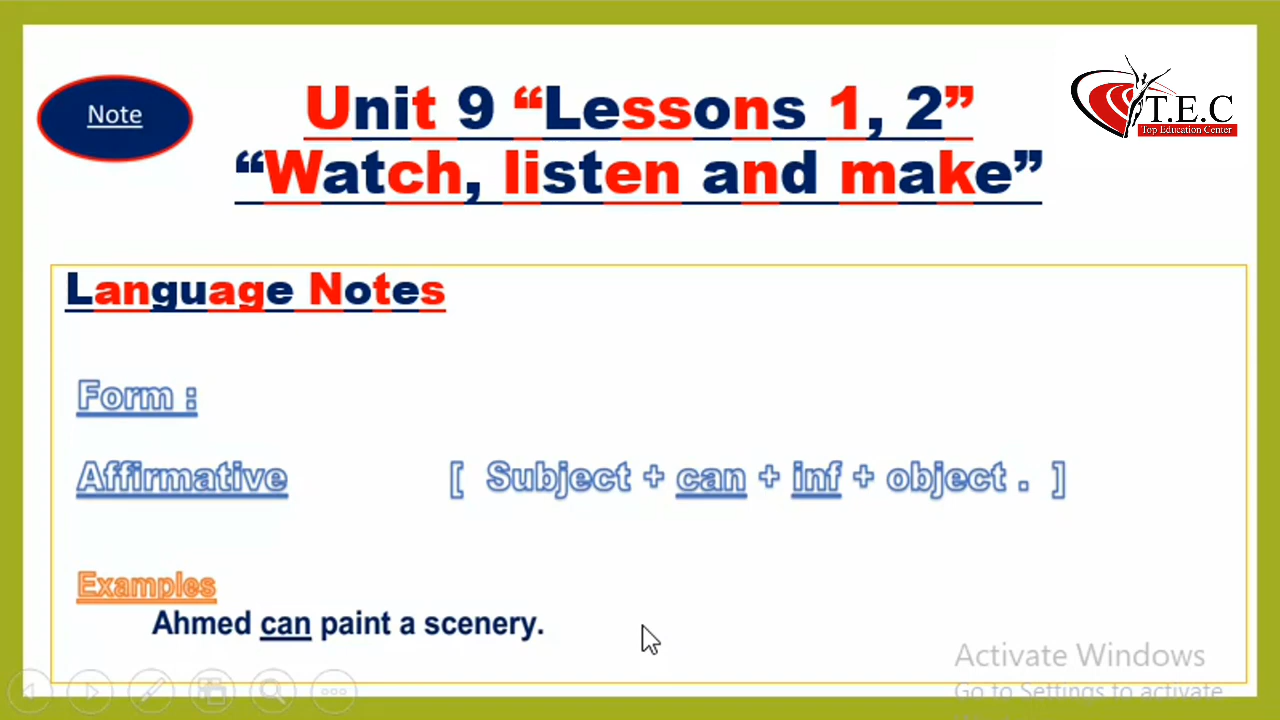 Note
T.E.C
Top Education Center
Unit 9 “Lessons 1, 2”
“Watch, listen and make”
Language Notes
Form :
Affirmative [ Subject + can + inf + object . ]
Examples
Ahmed can paint a scenery.
Activate Windows
Go to Settings to activate